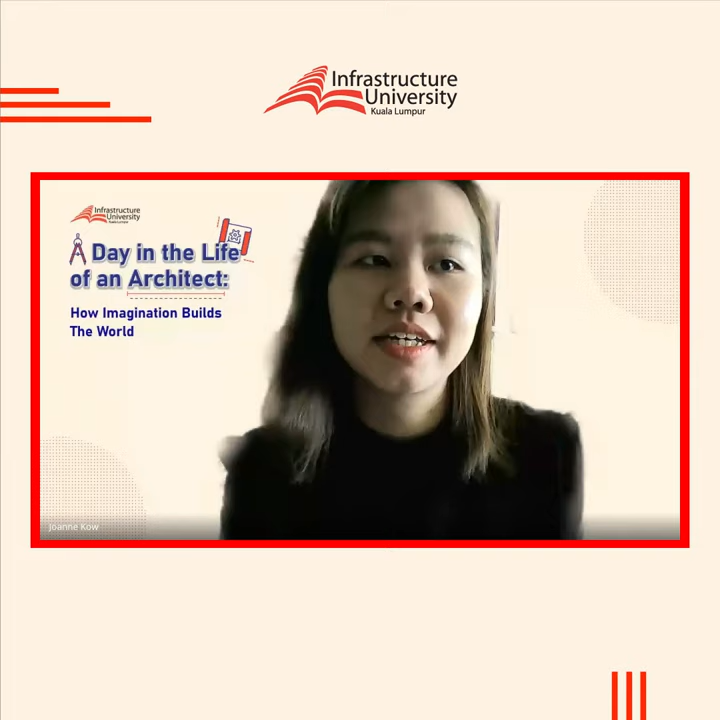 Infrastructure
University
Kuala Lumpur
Infrastructure
University
A Day in the Life
of an Architect:
How Imagination Builds
The World
Joanne Kow